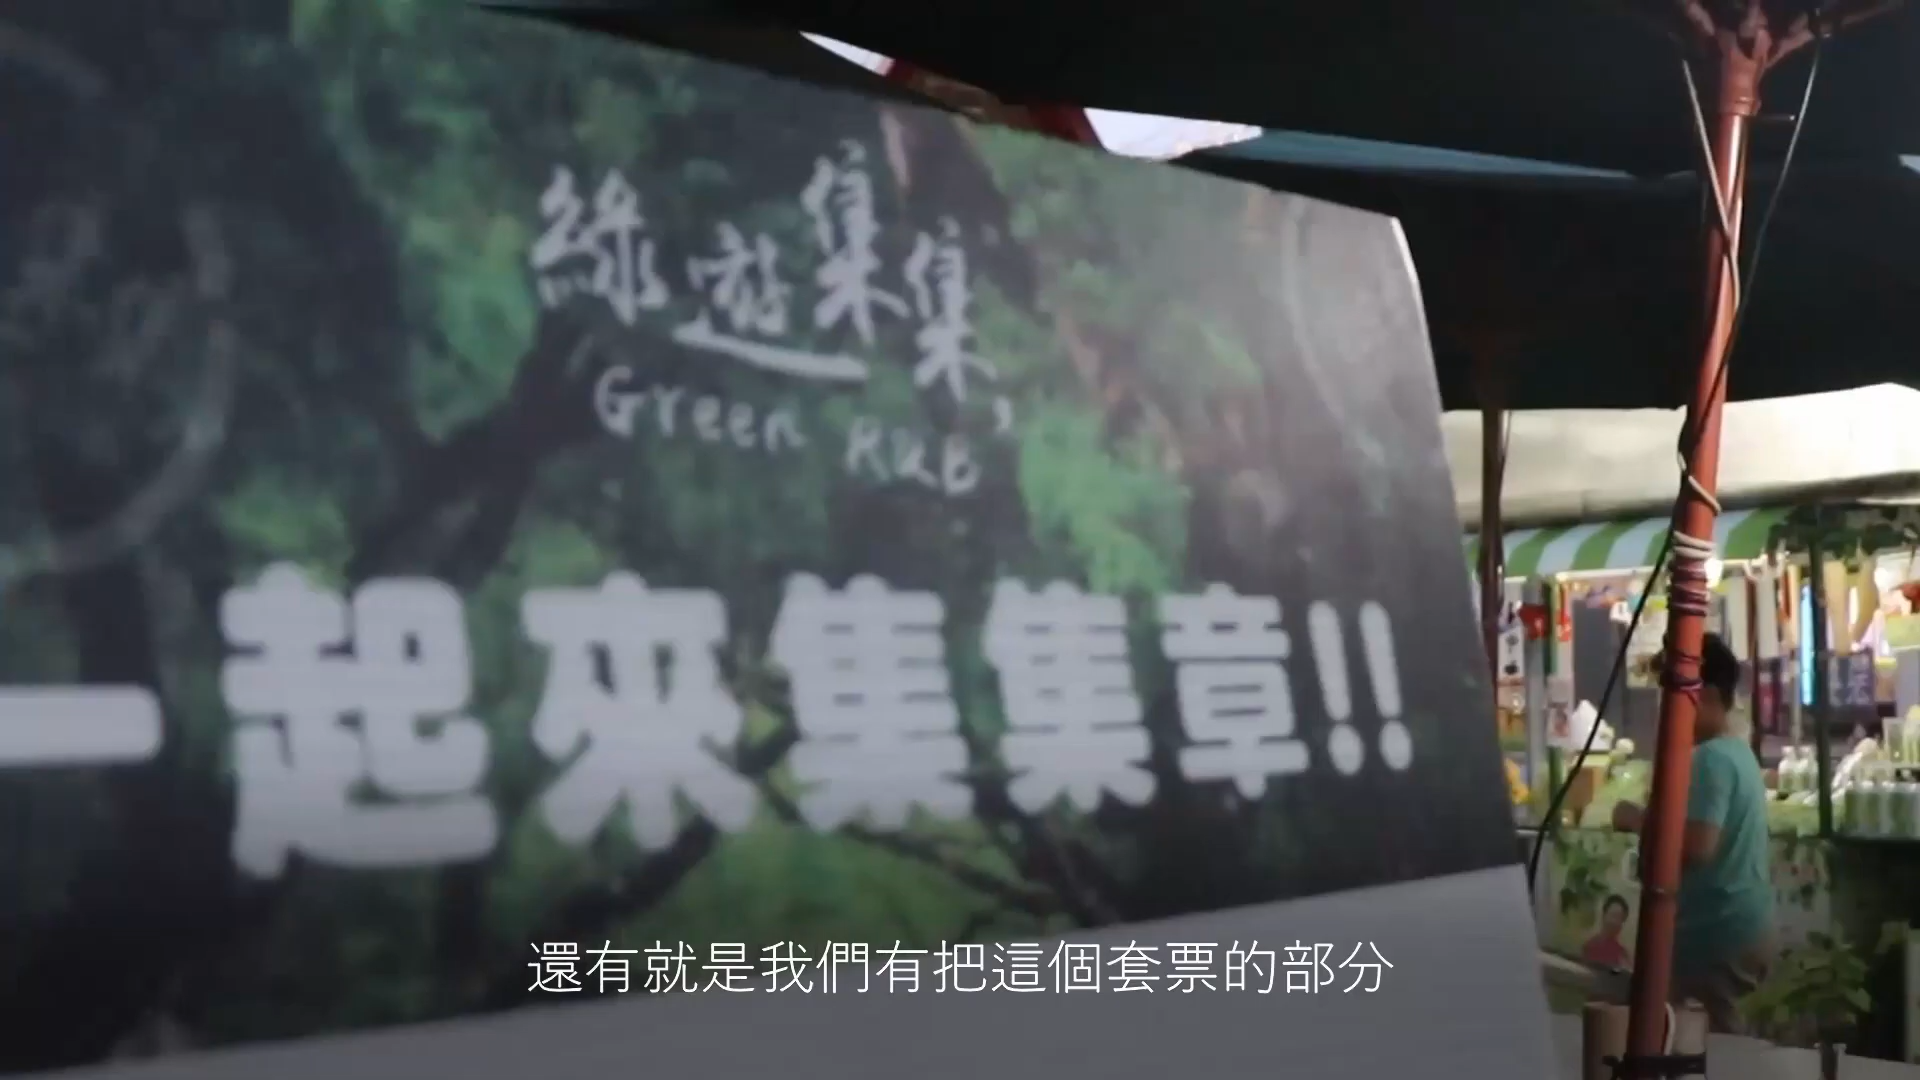 綠遊集集,
Green
一起來集集章!!
還有就是我們有把這個套票的部分